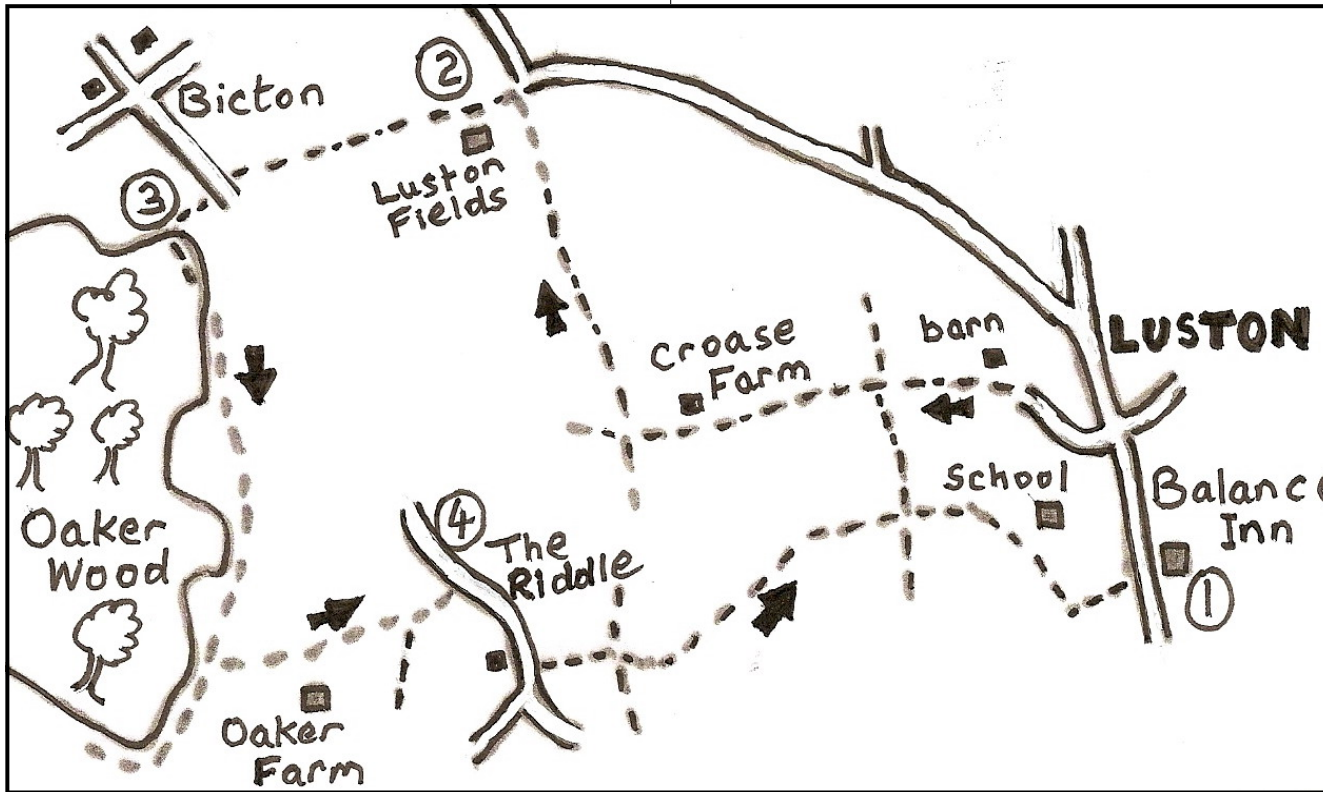 2
Bicton
3
Luston
Fields
Croase
Farm
barn
LUSTON
School
Balance
Inn
1
4
The
Riddle
Oaker
Wood
Oaker
Farm